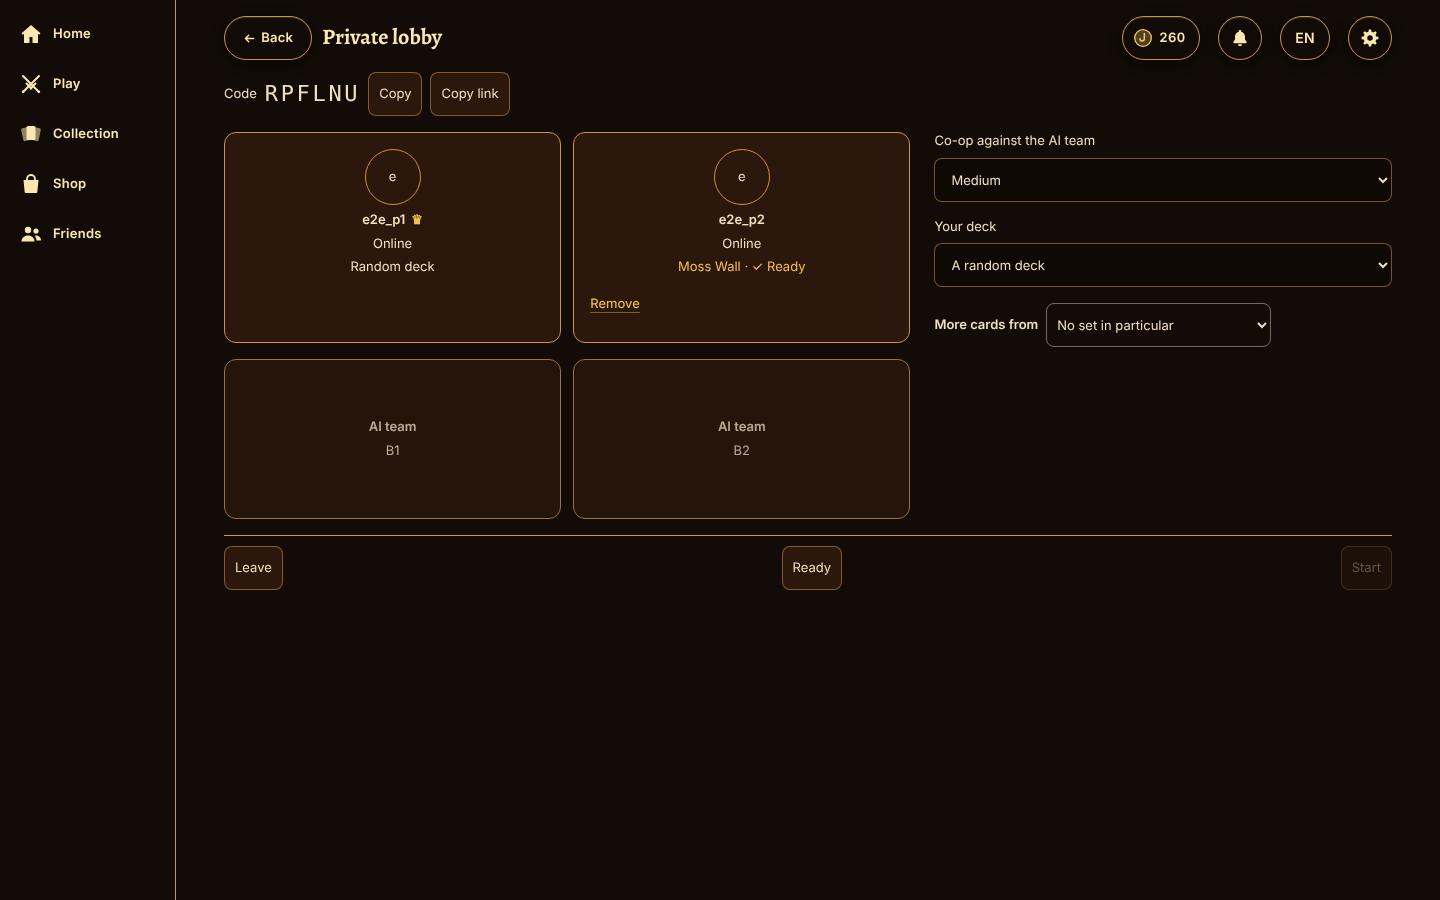 Home
Play
Collection
Shop
Friends
← Back
Private lobby
J 260
EN
Code RPFLNU Copy Copy link
e
e2e_p1 ♛
Online
Random deck
e
e2e_p2
Online
Moss Wall · ✓ Ready
Remove
AI team
B1
AI team
B2
Co-op against the AI team
Medium
Your deck
A random deck
More cards from No set in particular
Leave
Ready
Start